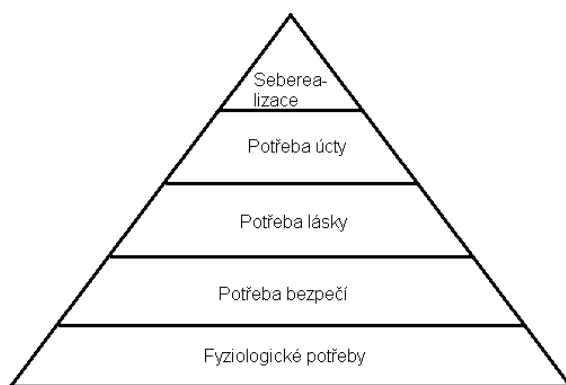 Seberea-
lizace
Potřeba úcty
Potřeba lásky
Potřeba bezpečí
Fyziologické potřeby